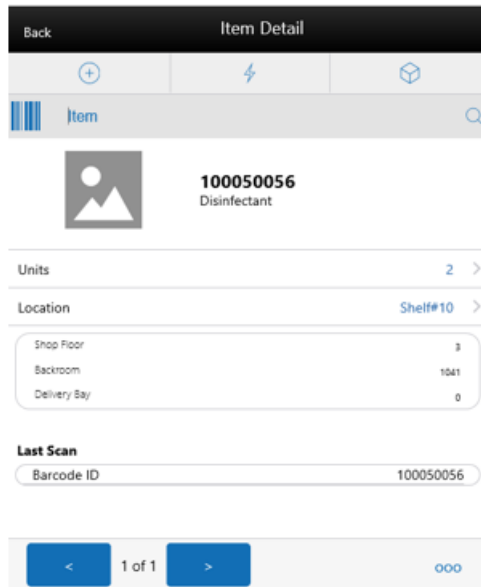 Back Item Detail
Item
100050056
Disinfectant
Units 2 >
Location Shelf#10 >
Shop Floor 3
Backroom 1041
Delivery Bay 0
Last Scan
Barcode ID 100050056
< 1 of 1 > ooo